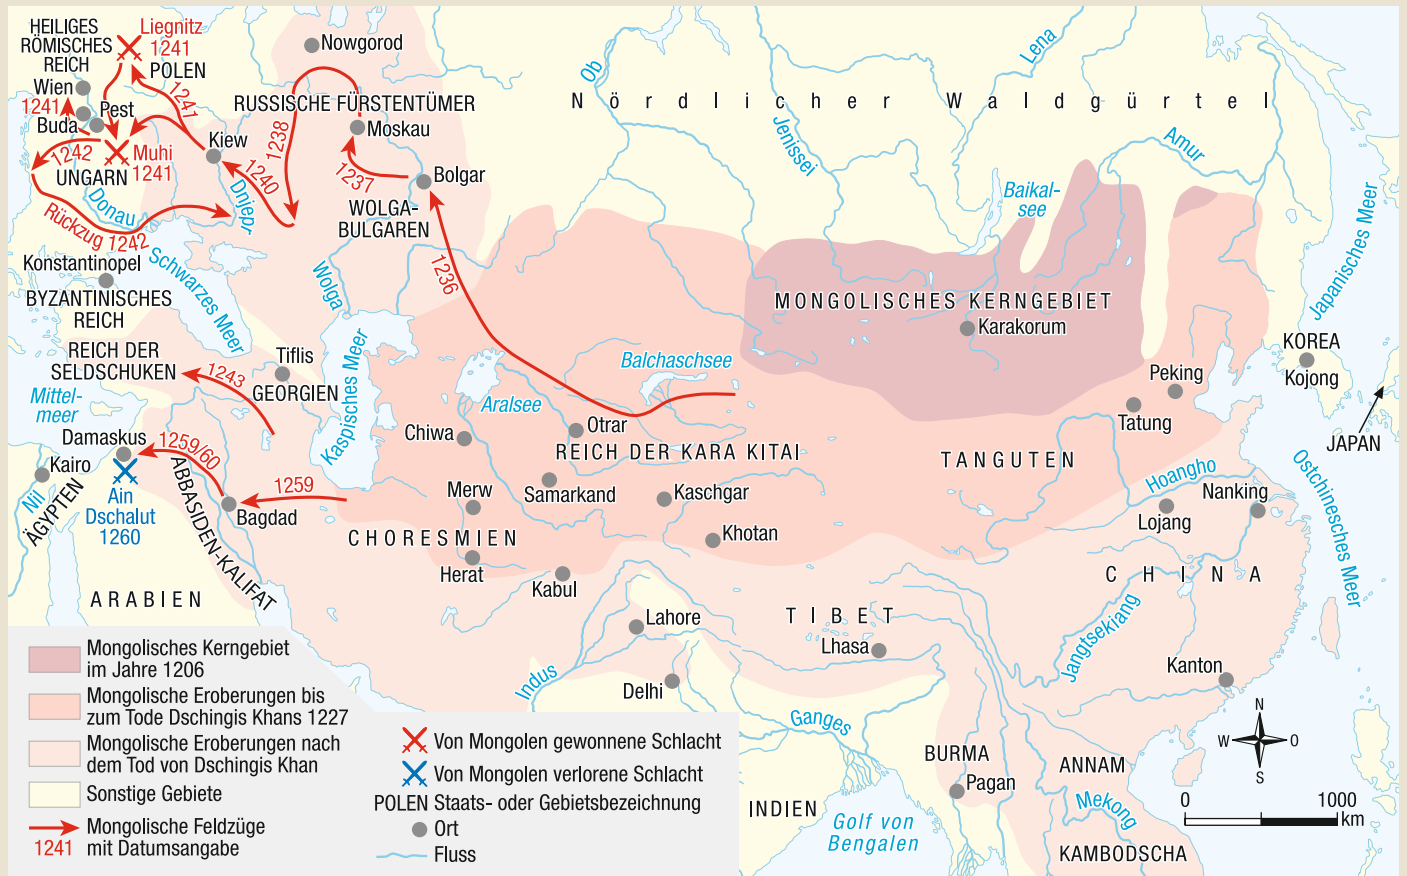 HEILIGES
RÖMISCHES
REICH
Liegnitz
1241
POLEN
Wien
1241
Pest
Buda
1241
Muhi
1241
1242
UNGARN
Donau
Rückzug 1242
Nowgorod
RUSSISCHE FÜRSTENTÜMER
Moskau
1238
Kiew
1240
Dnjepr
1237
Bolgar
WOLGA-
BULGAREN
1236
Wolga
Ob
Jenissei
Lena
Nördlicher Waldgürtel
Amur
Baikal-
see
Japanisches Meer
Konstantinopel
BYZANTINISCHES
REICH
Schwarzes Meer
REICH DER
SELDSCHUKEN
1243
Tiflis
GEORGIEN
Kaspisches Meer
Mittel-
meer
MONGOLISCHES KERNGEBIET
Karakorum
Balchaschsee
Aralsee
KOREA
Kojong
JAPAN
Peking
Tatung
Chiwa
Otrar
REICH DER KARA KITAI
TANGUTEN
Damaskus
1259/60
Kairo
Nil
ÄGYPTEN
Ain
Dschalut
1260
ABBASIDEN-KALIFAT
Bagdad
1259
Merw
Samarkand
Kaschgar
Khotan
CHORESMIEN
Herat
Kabul
Hoangho
Nanking
Lojang
Ostchinesches Meer
CHINA
Jangtsekiang
Kanton
ARABIEN
Lahore
TIBET
Lhasa
Indus
Delhi
Ganges
BURMA
Pagan
ANNAM
Mekong
KAMBODSCHA
INDIEN
Golf von
Bengalen
N
W O
S
0 1000
km
Mongolisches Kerngebiet
im Jahre 1206
Mongolische Eroberungen bis
zum Tode Dschingis Khans 1227
Mongolische Eroberungen nach
dem Tod von Dschingis Khan
Sonstige Gebiete
Mongolische Feldzüge
1241 mit Datumsangabe
Von Mongolen gewonnene Schlacht
Von Mongolen verlorene Schlacht
POLEN Staats- oder Gebietsbezeichnung
Ort
Fluss